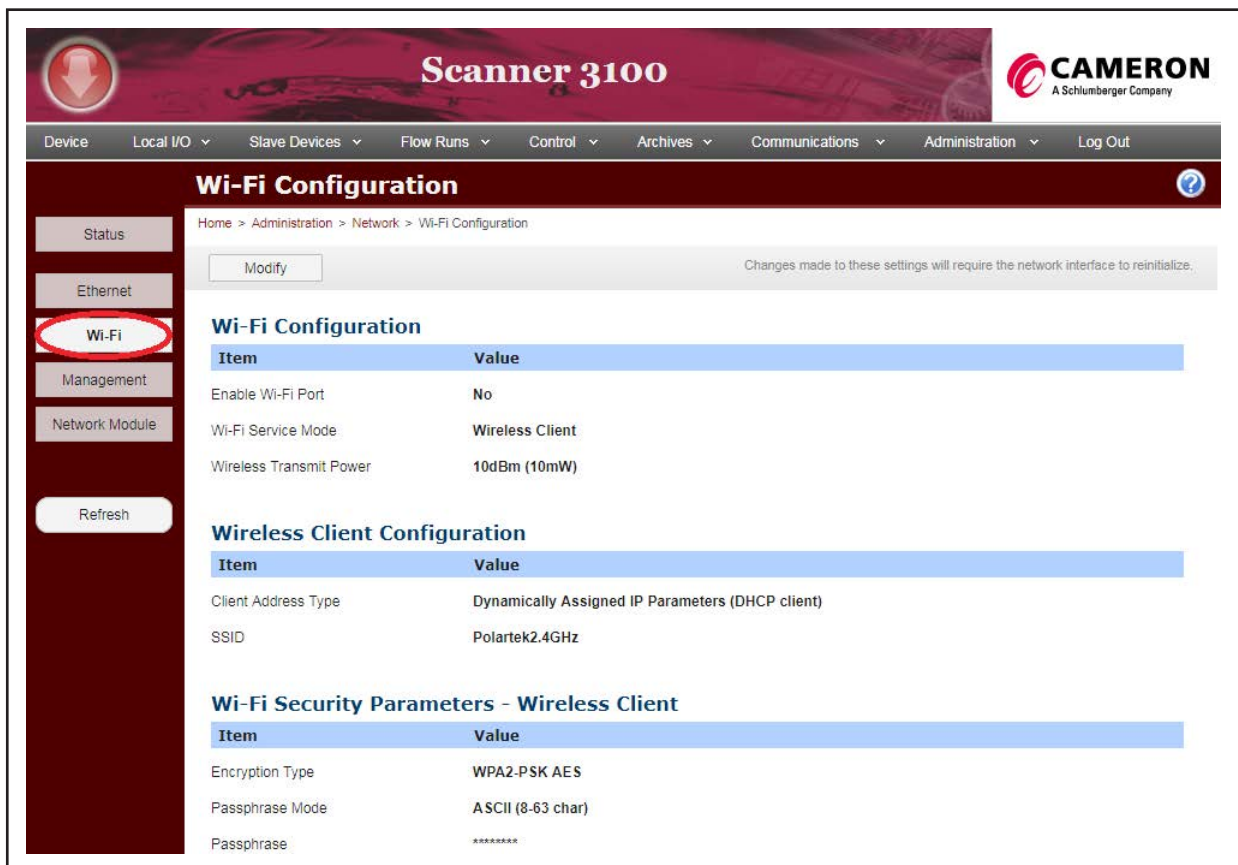 Scanner 3100
CAMERON
A Schlumberger Company
Device Local I/O Slave Devices Flow Runs Control Archives Communications Administration Log Out
Wi-Fi Configuration
?
Home > Administration > Network > Wi-Fi Configuration
Status
Ethernet
Wi-Fi
Management
Network Module
Refresh
Modify
Changes made to these settings will require the network interface to reinitialize.
Wi-Fi Configuration
Item Value
Enable Wi-Fi Port No
Wi-Fi Service Mode Wireless Client
Wireless Transmit Power 10dBm (10mW)
Wireless Client Configuration
Item Value
Client Address Type Dynamically Assigned IP Parameters (DHCP client)
SSID Polartek2.4GHz
Wi-Fi Security Parameters - Wireless Client
Item Value
Encryption Type WPA2-PSK AES
Passphrase Mode ASCII (8-63 char)
Passphrase ********